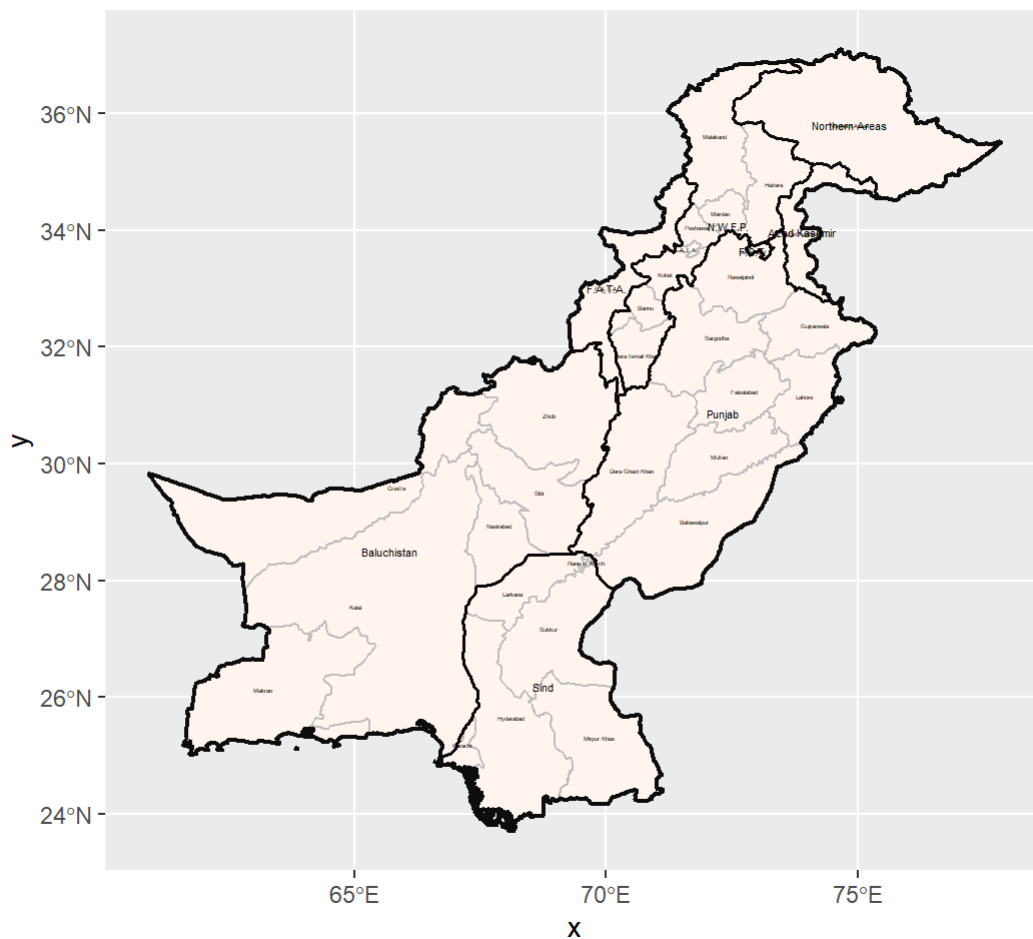 36°N
34°N
32°N
30°N
28°N
26°N
24°N
y
65°E
70°E
75°E
x
Northern Areas
Malakand
Hazara
Mardan
Peshawar
N.W.F.P.
Azad Kashmir
Kohat
Rawalpindi
F.A.T.A.
Bannu
Gujranwala
Sargodha
Dera Ismail Khan
Faisalabad
Lahore
Punjab
Zhob
Multan
Dera Ghazi Khan
Quetta
Sibi
Nasirabad
Bahawalpur
Baluchistan
Larkana
Kalat
Sukkur
Sind
Makran
Hyderabad
Mirpur Khas
Karachi